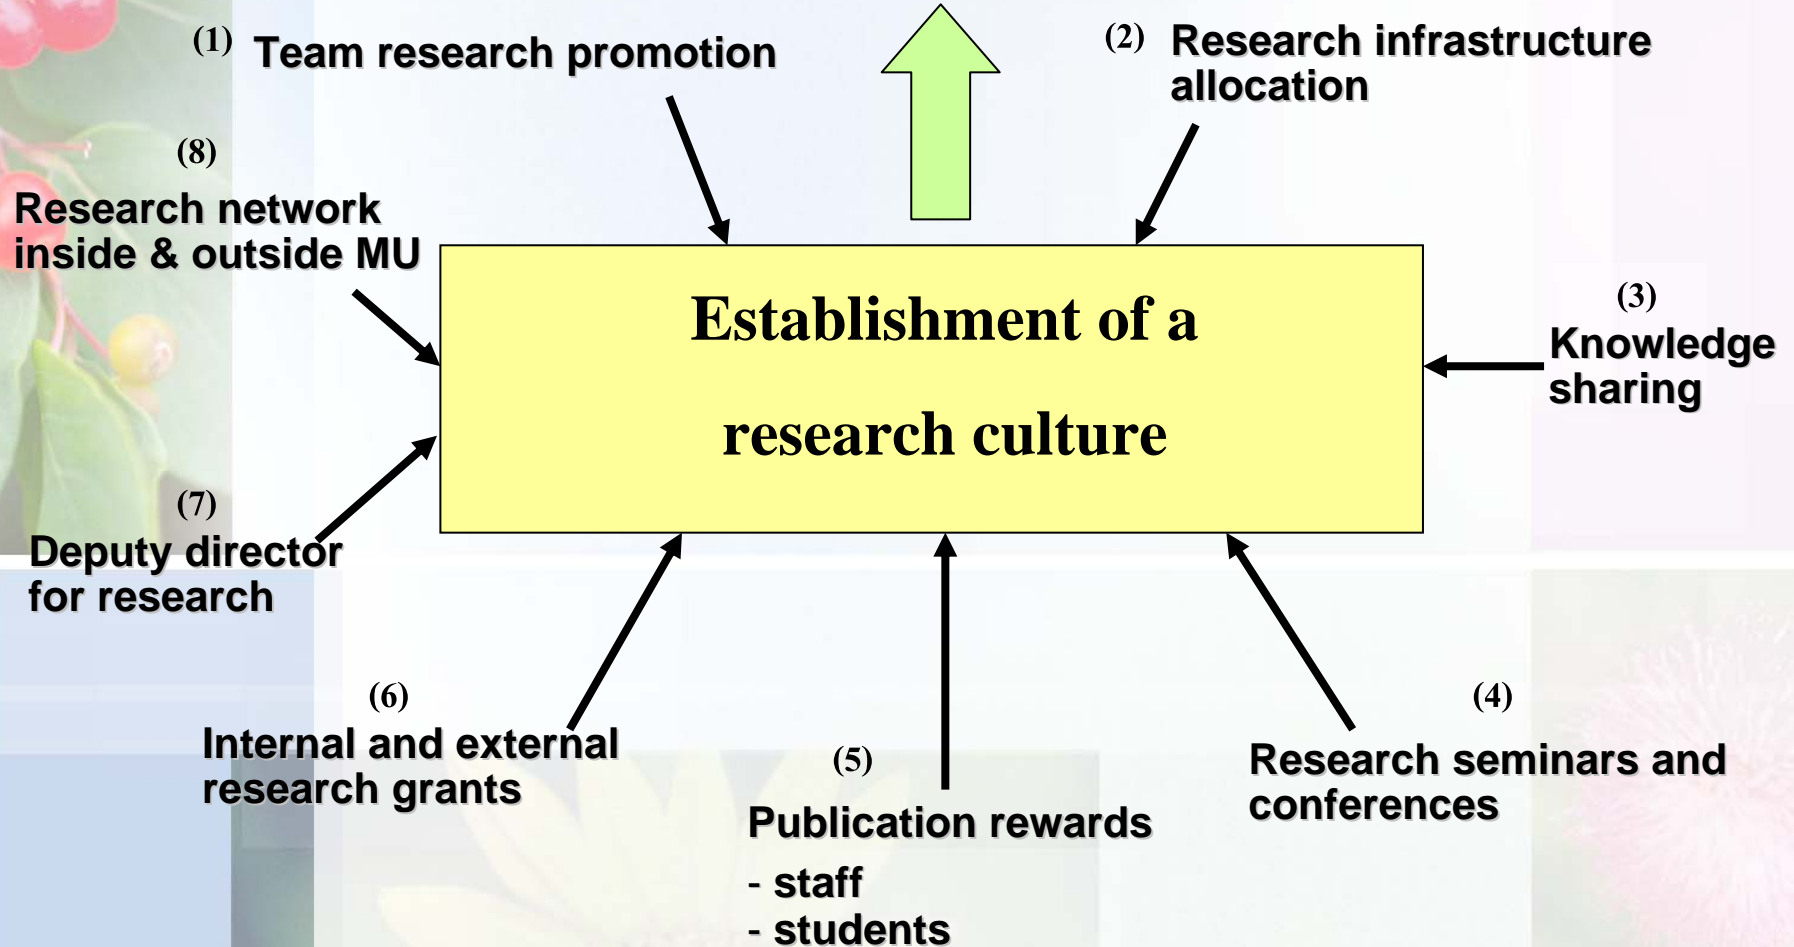 (1) Team research promotion
(2) Research infrastructure
allocation
(8)
Research network
inside & outside MU
Establishment of a
research culture
(3)
Knowledge
sharing
(7)
Deputy director
for research
(6)
Internal and external
research grants
(5)
Publication rewards
- staff
- students
(4)
Research seminars and
conferences